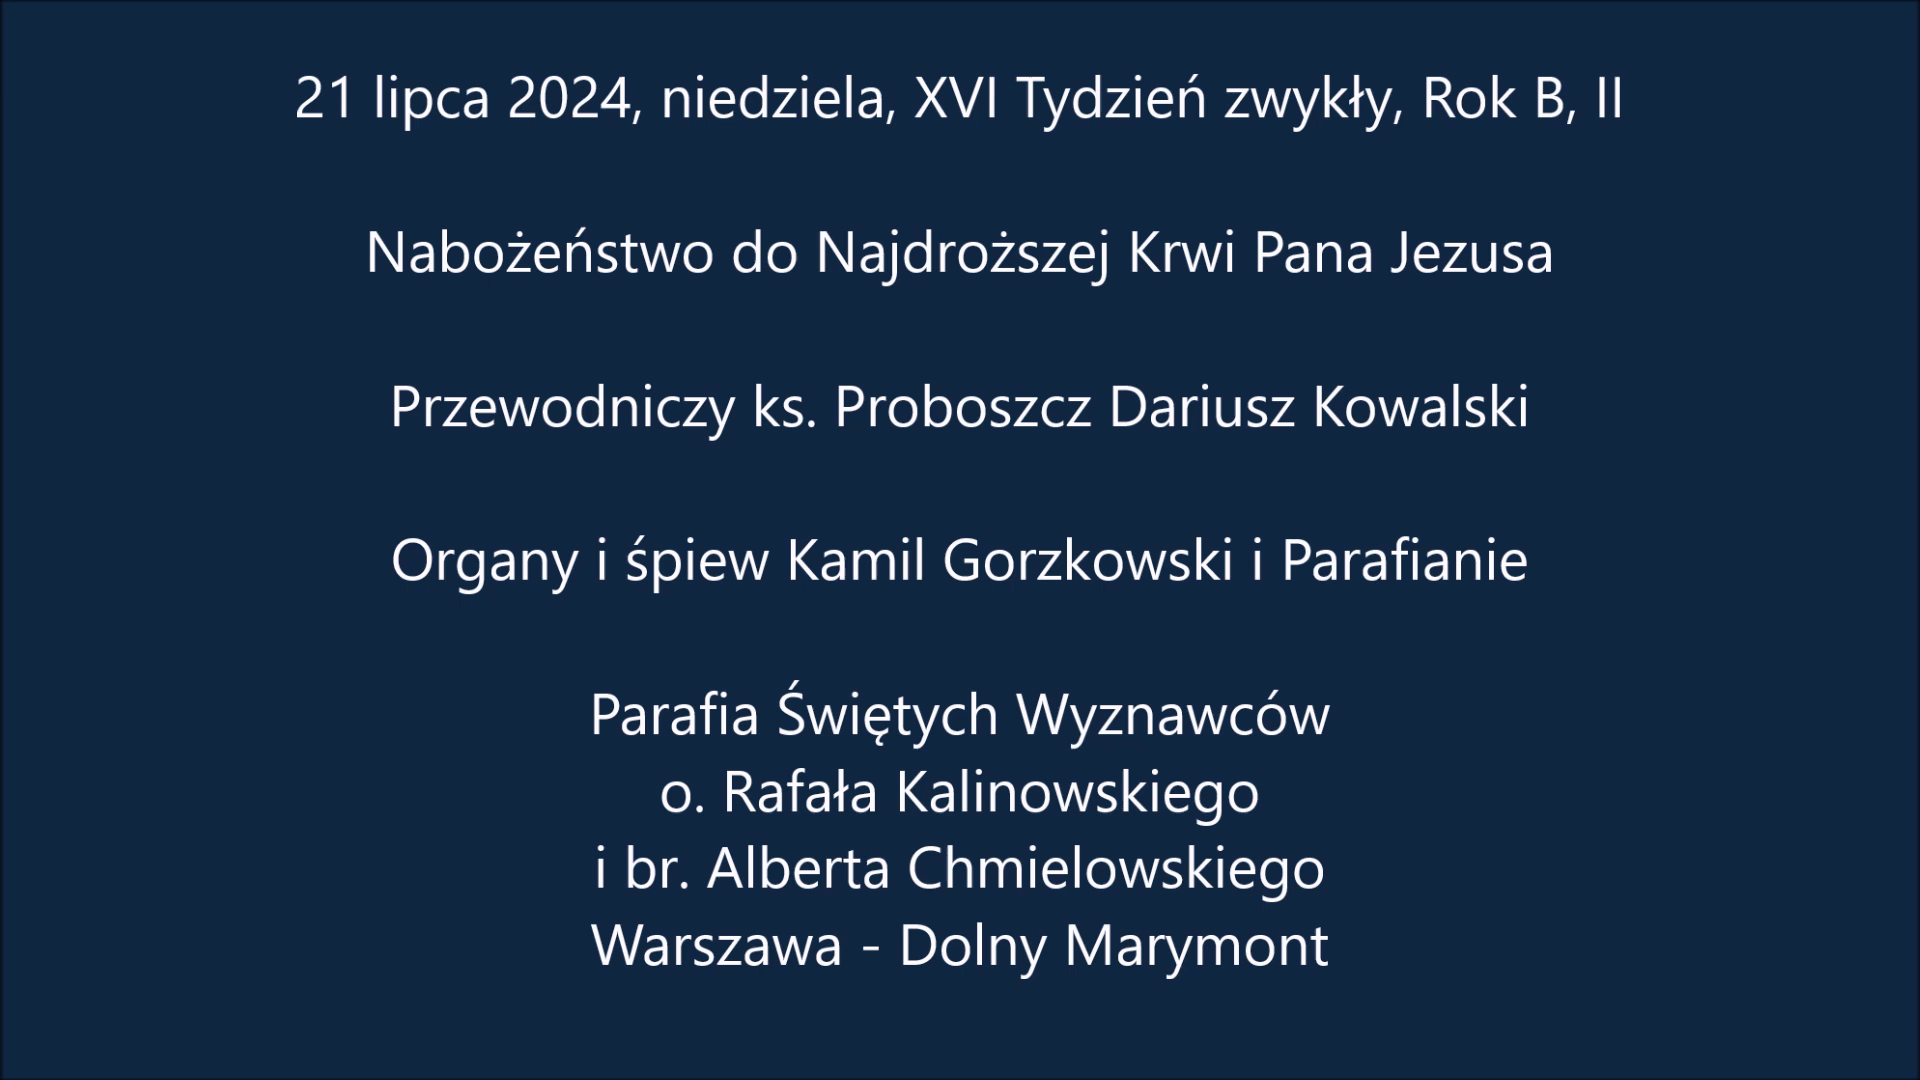 21 lipca 2024, niedziela, XVI Tydzień zwykły, Rok B, II
Nabożeństwo do Najdroższej Krwi Pana Jezusa
Przewodniczy ks. Proboszcz Dariusz Kowalski
Organy i śpiew Kamil Gorzkowski i Parafianie
Parafia Świętych Wyznawców
o. Rafała Kalinowskiego
i br. Alberta Chmielowskiego
Warszawa - Dolny Marymont